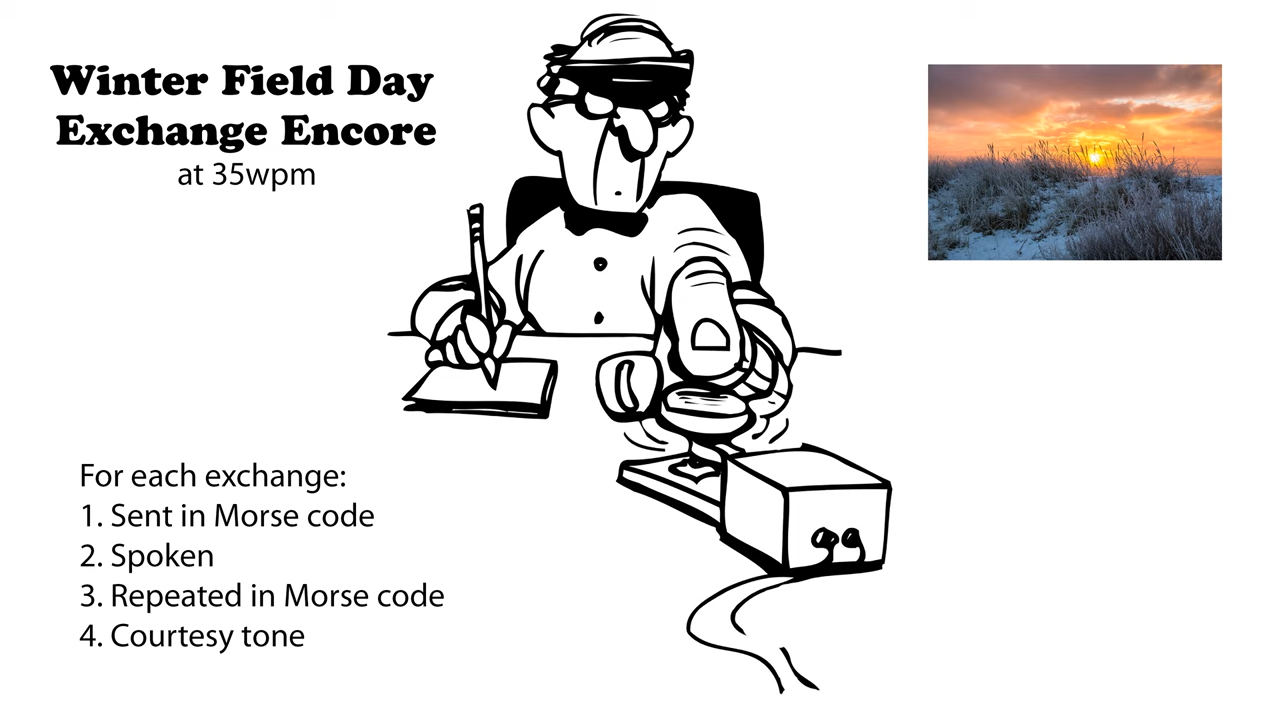 Winter Field Day
Exchange Encore
at 35wpm
For each exchange:
1. Sent in Morse code
2. Spoken
3. Repeated in Morse code
4. Courtesy tone